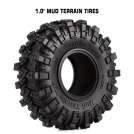 1.0" MUD TERRAIN TIRES